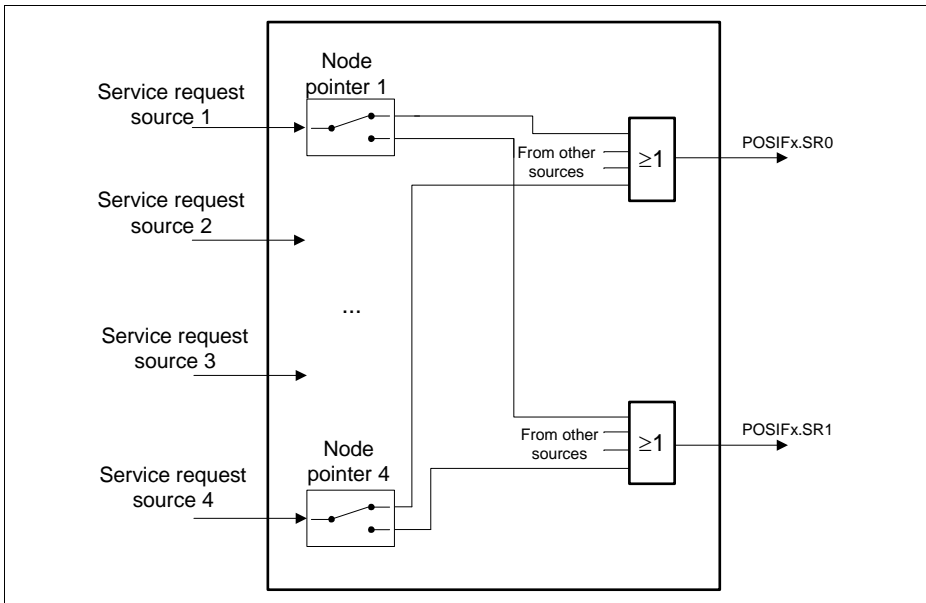 Node
pointer 1
Service request
source 1
From other
sources
≥1
POSIFx.SR0
Service request
source 2
...
Service request
source 3
Node
pointer 4
Service request
source 4
From other
sources
≥1
POSIFx.SR1